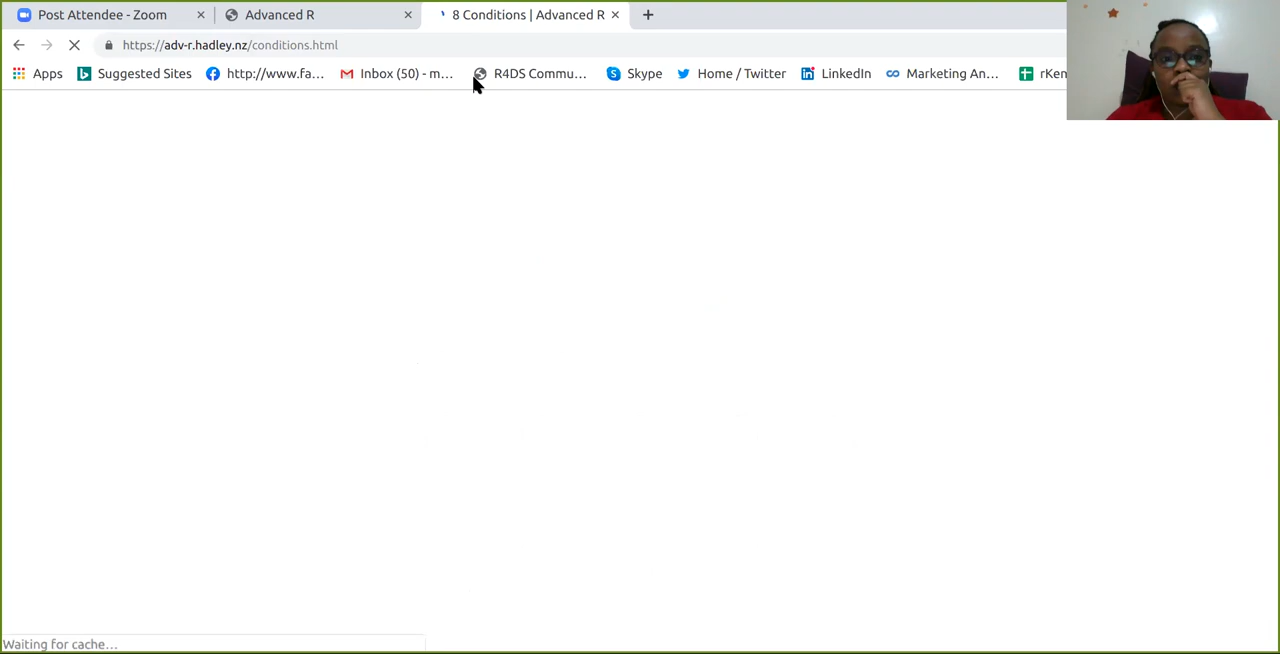 Post Attendee - Zoom
Advanced R
8 Conditions | Advanced R
https://adv-r.hadley.nz/conditions.html
Apps
Suggested Sites
http://www.fa...
Inbox (50) - m...
R4DS Commu...
Skype
Home / Twitter
LinkedIn
Marketing An...
rKen
Waiting for cache...